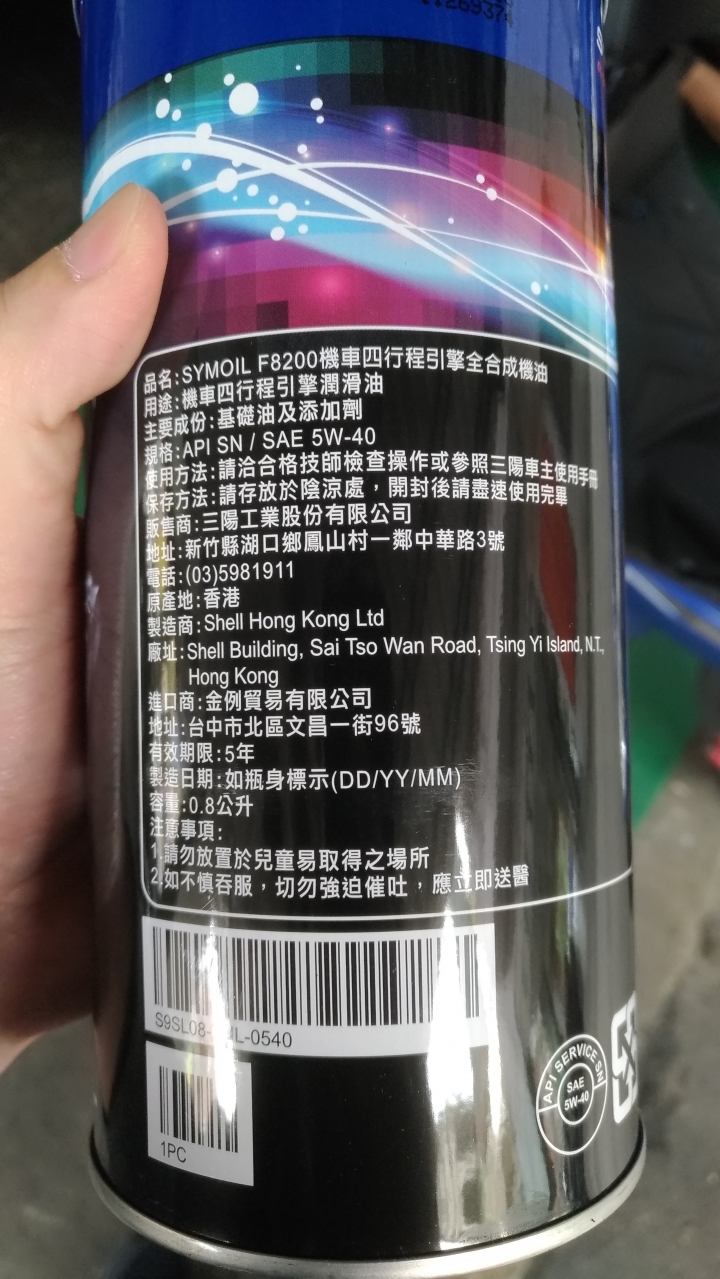 品名:SYMOIL F8200機車四行程引擎全合成機油
用途:機車四行程引擎潤滑油
主要成份:基礎油及添加劑
規格:API SN / SAE 5W-40
使用方法:請洽合格技師檢查操作或參照三陽車主使用手冊
保存方法:請存放於陰涼處，開封後請盡速使用完畢
販售商:三陽工業股份有限公司
地址:新竹縣湖口鄉鳳山村一鄰中華路3號
電話:(03)5981911
原產地:香港
製造商:Shell Hong Kong Ltd
廠址:Shell Building, Sai Tso Wan Road, Tsing Yi Island, N.T.,
Hong Kong
進口商:金例貿易有限公司
地址:台中市北區文昌一街96號
有效期限:5年
製造日期:如瓶身標示(DD/YY/MM)
容量:0.8公升
注意事項:
1.請勿放置於兒童易取得之場所
2.如不慎吞服，切勿強迫催吐，應立即送醫
1PC
API SERVICE SN
SAE
5W-40